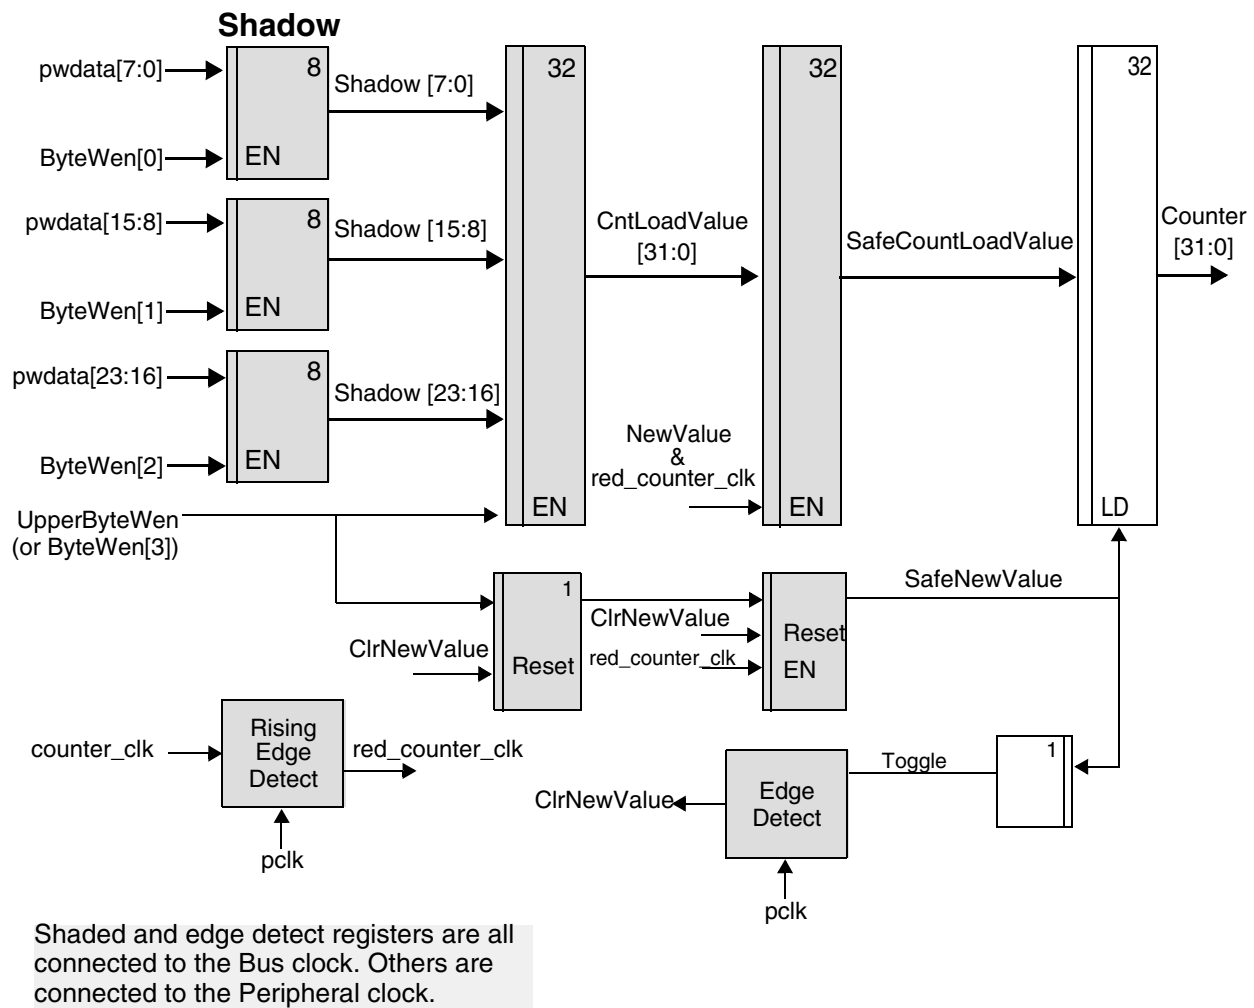 Shadow
pwdata[7:0]
8
Shadow [7:0]
ByteWen[0]
EN
pwdata[15:8]
8
Shadow [15:8]
ByteWen[1]
EN
pwdata[23:16]
8
Shadow [23:16]
ByteWen[2]
EN
UpperByteWen
(or ByteWen[3])
32
EN
CntLoadValue
[31:0]
NewValue
&
red_counter_clk
32
EN
SafeCountLoadValue
32
LD
Counter
[31:0]
ClrNewValue
1
Reset
ClrNewValue
red_counter_clk
Reset
EN
SafeNewValue
counter_clk
Rising
Edge
Detect
red_counter_clk
pclk
ClrNewValue
Edge
Detect
pclk
Toggle
1
Shaded and edge detect registers are all
connected to the Bus clock. Others are
connected to the Peripheral clock.